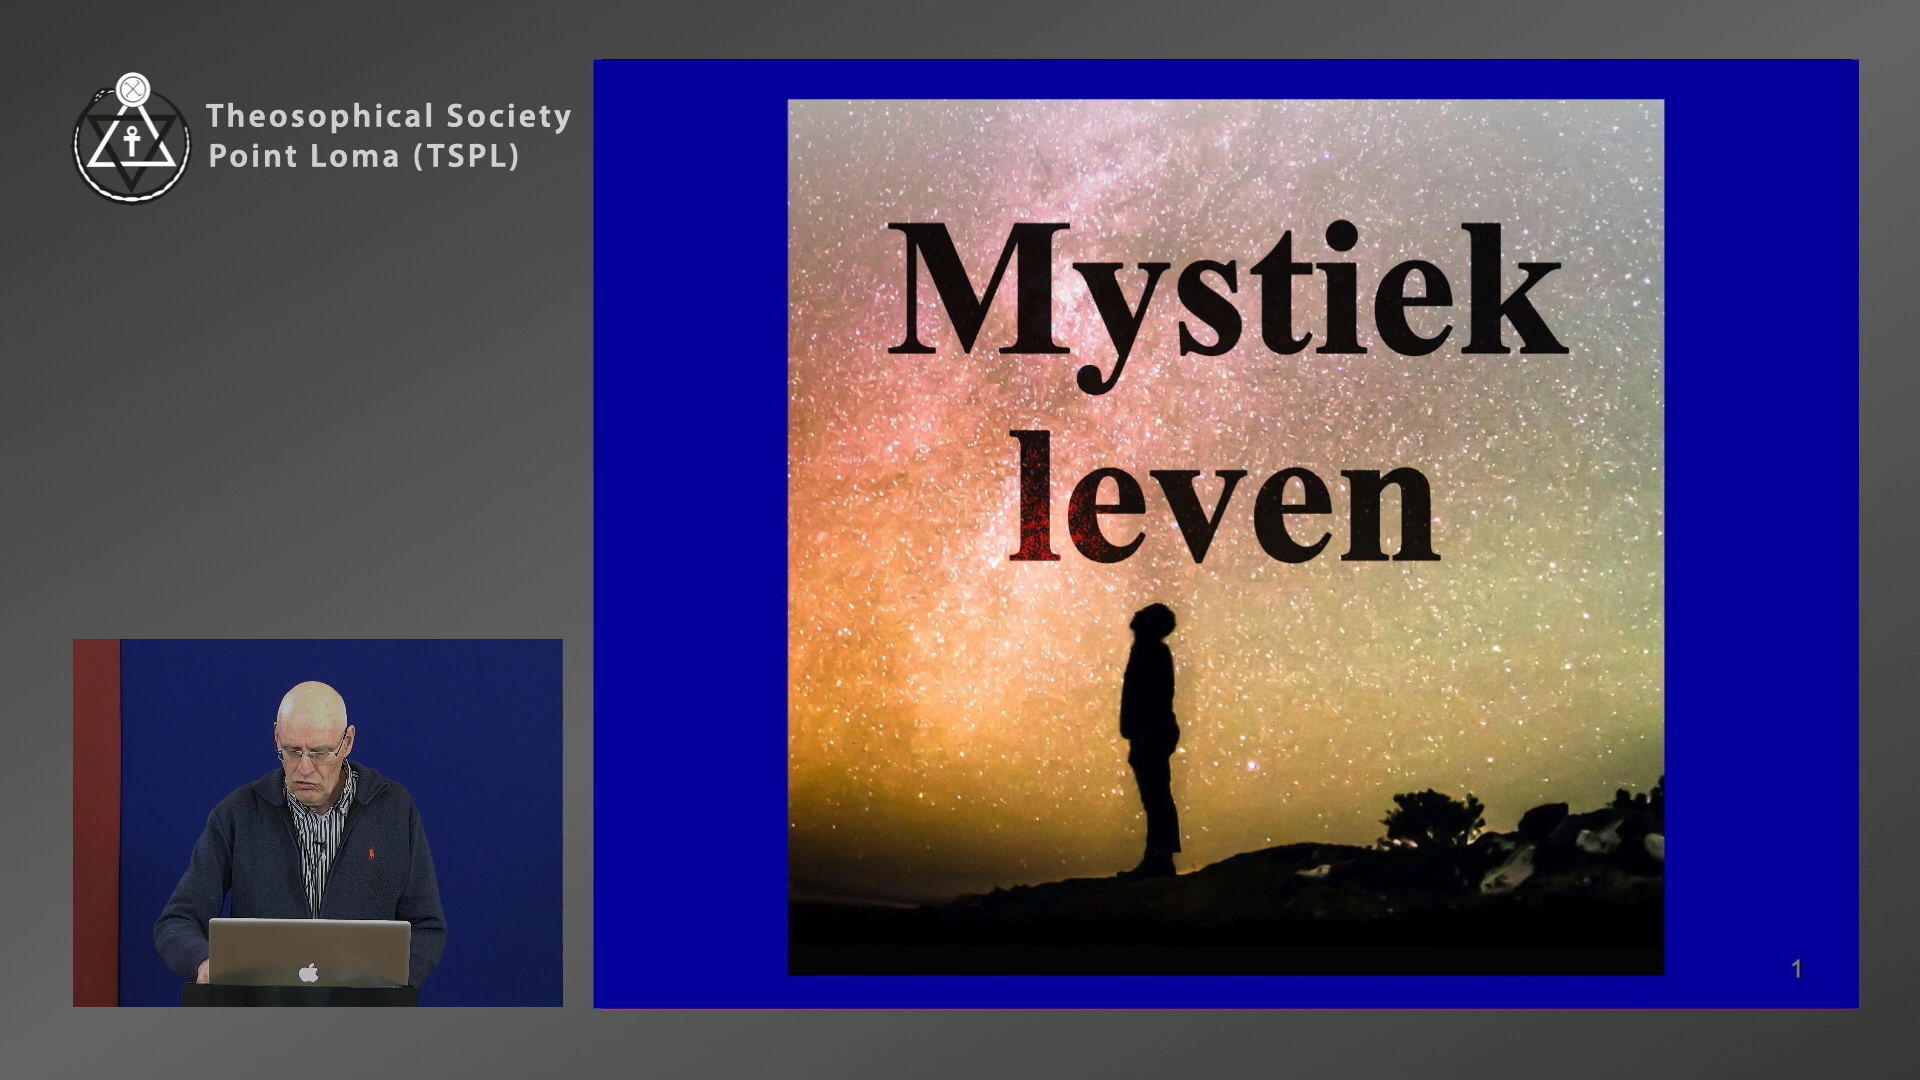 Theosophical Society
Point Loma (TSPL)
Mystiek
leven
1